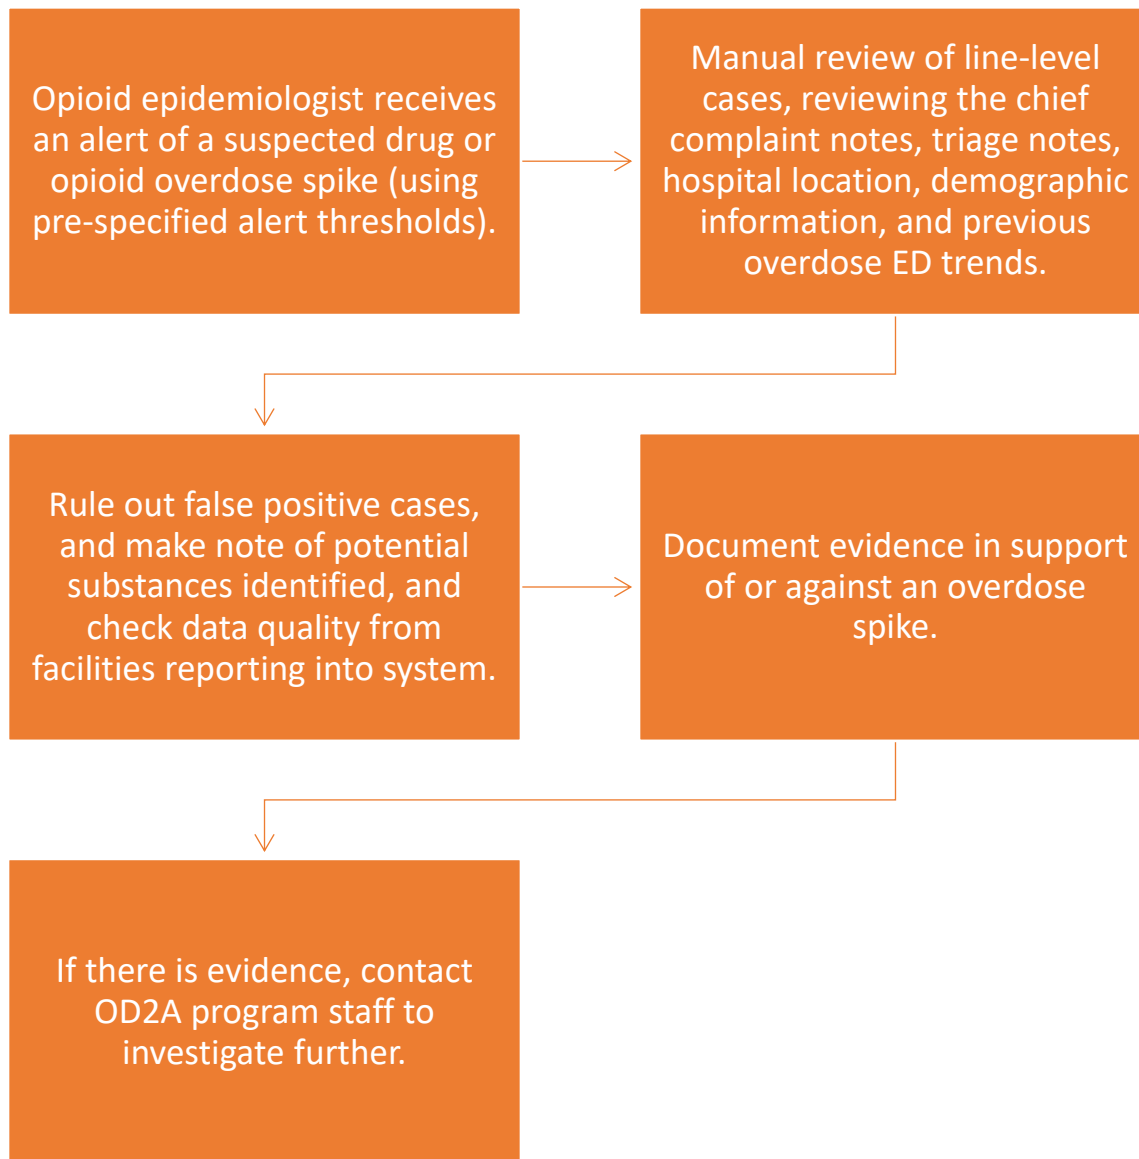 Opioid epidemiologist receives
an alert of a suspected drug or
opioid overdose spike (using
pre-specified alert thresholds).
Manual review of line-level
cases, reviewing the chief
complaint notes, triage notes,
hospital location, demographic
information, and previous
overdose ED trends.
Rule out false positive cases,
and make note of potential
substances identified, and
check data quality from
facilities reporting into system.
Document evidence in support
of or against an overdose
spike.
If there is evidence, contact
OD2A program staff to
investigate further.